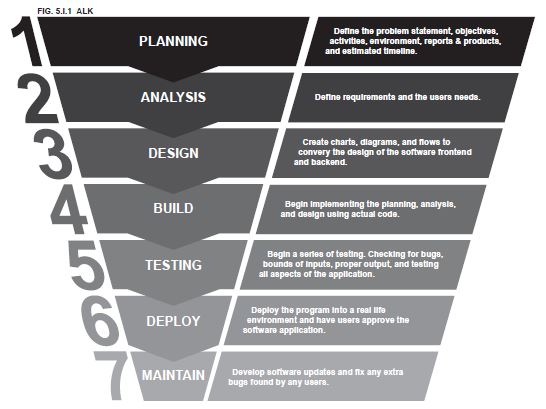 FIG. 5.I.1 ALK
1
PLANNING
Define the problem statement, objectives,
activities, environment, reports & products,
and estimated timeline.
2
ANALYSIS
Define requirements and the users needs.
3
DESIGN
Create charts, diagrams, and flows to
convery the design of the software frontend
and backend.
4
BUILD
Begin implementing the planning, analysis,
and design using actual code.
5
TESTING
Begin a series of testing. Checking for bugs,
bounds of inputs, proper output, and testing
all aspects of the application.
6
DEPLOY
Deploy the program into a real life
environment and have users approve the
software application.
7
MAINTAIN
Develop software updates and fix any extra
bugs found by any users.